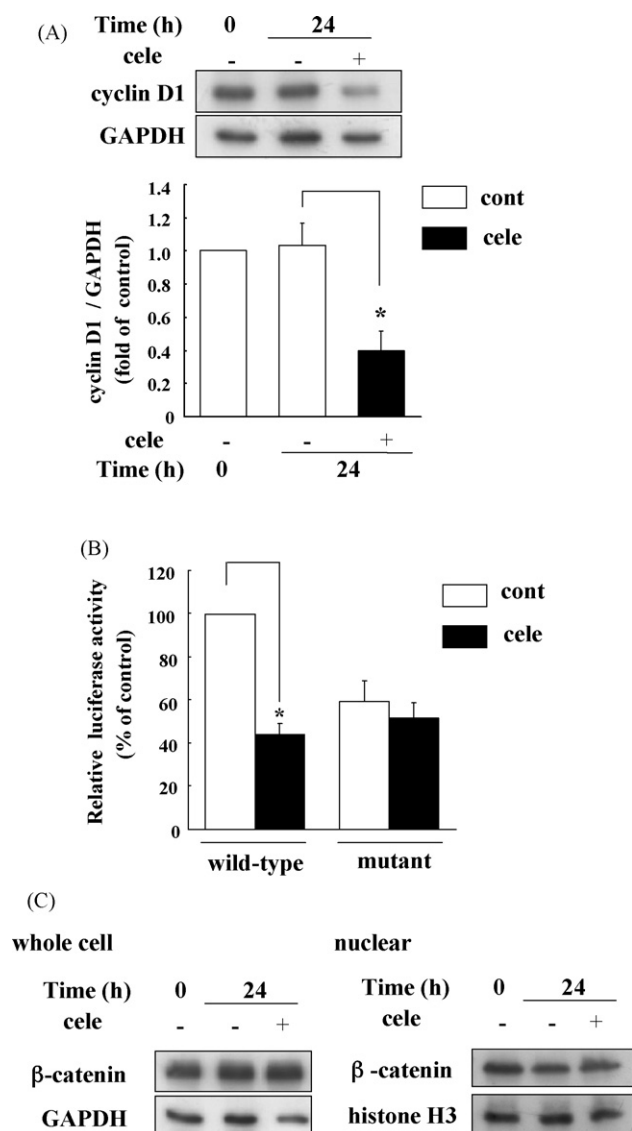 (A)
Time (h) 0 24
cele - - +
cyclin D1
GAPDH
1.4
1.2
1.0
0.8
0.6
0.4
0.2
0
cyclin D1 / GAPDH
(fold of control)
*
cont
cele
cele - - +
Time (h) 0 24
(B)
120
100
80
60
40
20
0
Relative luciferase activity
(% of control)
*
cont
cele
wild-type mutant
(C)
whole cell
Time (h) 0 24
cele - - +
β-catenin
GAPDH
nuclear
Time (h) 0 24
cele - - +
β -catenin
histone H3